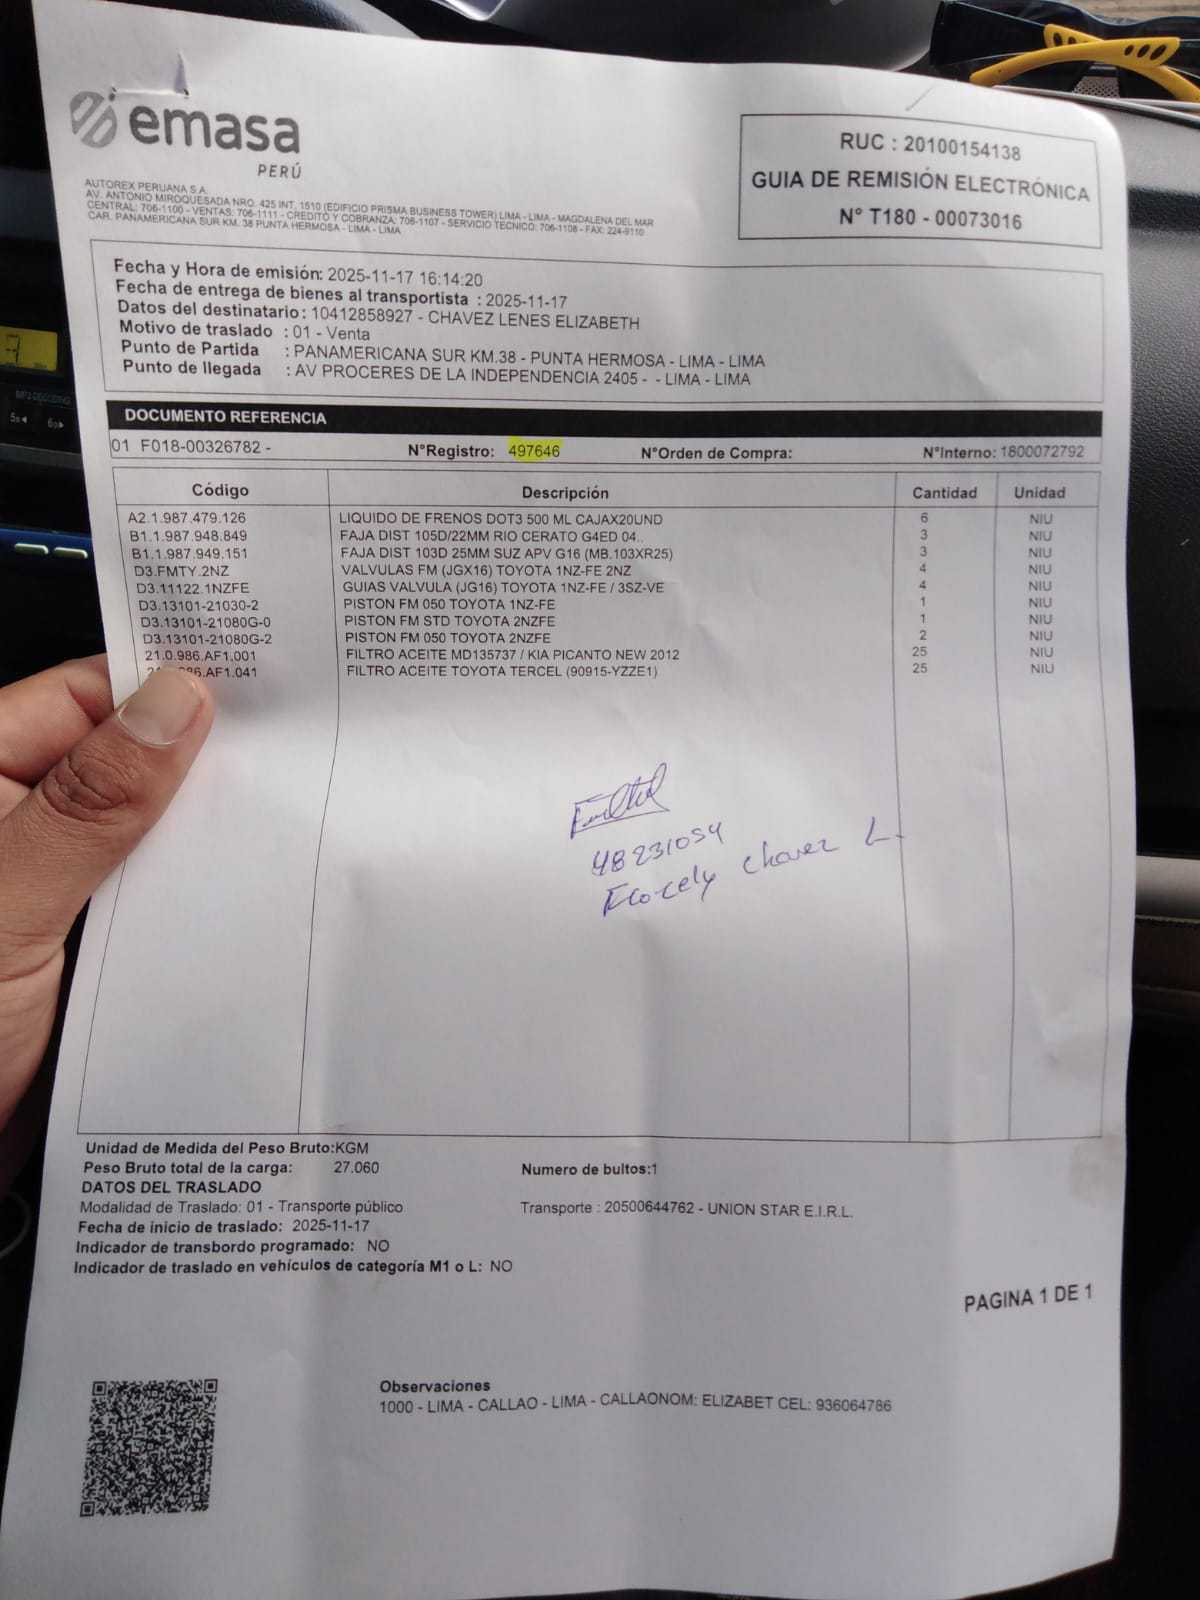 emasa
PERÚ
AUTOREX PERUANA S.A.
AV. ANTONIO MIROQUESADA NRO. 425 INT. 1510 (EDIFICIO PRISMA BUSINESS TOWER) LIMA - LIMA - MAGDALENA DEL MAR
CENTRAL: 706-1100 - VENTAS: 706-1111 - CREDITO Y COBRANZA: 706-1107 - SERVICIO TECNICO: 706-1108 - FAX: 224-9110
CAR. PANAMERICANA SUR KM. 38 PUNTA HERMOSA - LIMA - LIMA
RUC : 20100154138
GUIA DE REMISIÓN ELECTRÓNICA
N° T180 - 00073016
Fecha y Hora de emisión: 2025-11-17 16:14:20
Fecha de entrega de bienes al transportista : 2025-11-17
Datos del destinatario : 10412858927 - CHAVEZ LENES ELIZABETH
Motivo de traslado : 01 - Venta
Punto de Partida : PANAMERICANA SUR KM.38 - PUNTA HERMOSA - LIMA - LIMA
Punto de llegada : AV PROCERES DE LA INDEPENDENCIA 2405 - - LIMA - LIMA
DOCUMENTO REFERENCIA
01 F018-00326782 - N°Registro: 497646 N°Orden de Compra: N°Interno: 1800072792
Código Descripción Cantidad Unidad
A2.1.987.479.126 LIQUIDO DE FRENOS DOT3 500 ML CAJAX20UND 6 NIU
B1.1.987.948.849 FAJA DIST 105D/22MM RIO CERATO G4ED 04.. 3 NIU
B1.1.987.949.151 FAJA DIST 103D 25MM SUZ APV G16 (MB.103XR25) 3 NIU
D3.FMTY.2NZ VALVULAS FM (JGX16) TOYOTA 1NZ-FE 2NZ 4 NIU
D3.11122.1NZFE GUIAS VALVULA (JG16) TOYOTA 1NZ-FE / 3SZ-VE 4 NIU
D3.13101-21030-2 PISTON FM 050 TOYOTA 1NZ-FE 1 NIU
D3.13101-21080G-0 PISTON FM STD TOYOTA 2NZFE 1 NIU
D3.13101-21080G-2 PISTON FM 050 TOYOTA 2NZFE 2 NIU
21.0.986.AF1.001 FILTRO ACEITE MD135737 / KIA PICANTO NEW 2012 25 NIU
.AF1.041 FILTRO ACEITE TOYOTA TERCEL (90915-YZZE1) 25 NIU
48231054
chavez L.
Unidad de Medida del Peso Bruto:KGM
Peso Bruto total de la carga: 27.060 Numero de bultos:1
DATOS DEL TRASLADO
Modalidad de Traslado: 01 - Transporte público Transporte : 20500644762 - UNION STAR E.I.R.L.
Fecha de inicio de traslado: 2025-11-17
Indicador de transbordo programado: NO
Indicador de traslado en vehículos de categoría M1 o L: NO
PAGINA 1 DE 1
Observaciones
1000 - LIMA - CALLAO - LIMA - CALLAONOM: ELIZABET CEL: 936064786